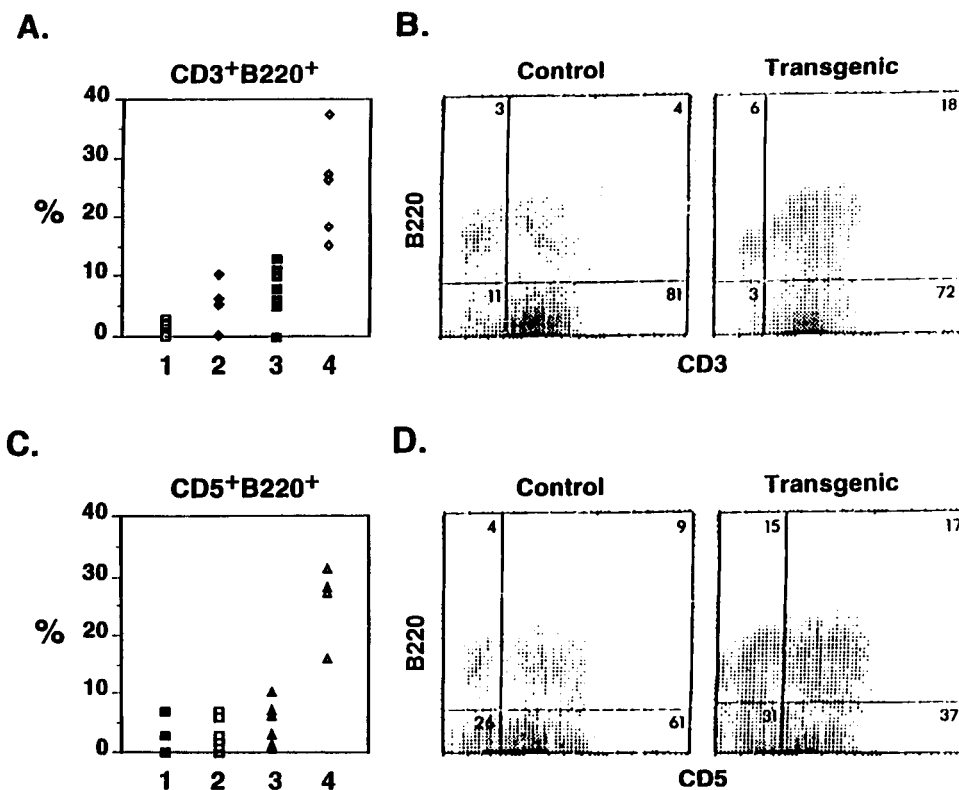 A.
CD3+B220+
40
30
20
10
0
%
1 2 3 4
B.
Control
Transgenic
3 4
11 81
6 18
3 72
B220
CD3
C.
CD5+B220+
40
30
20
10
0
%
1 2 3 4
D.
Control
Transgenic
4 9
26 61
15 17
31 37
B220
CD5